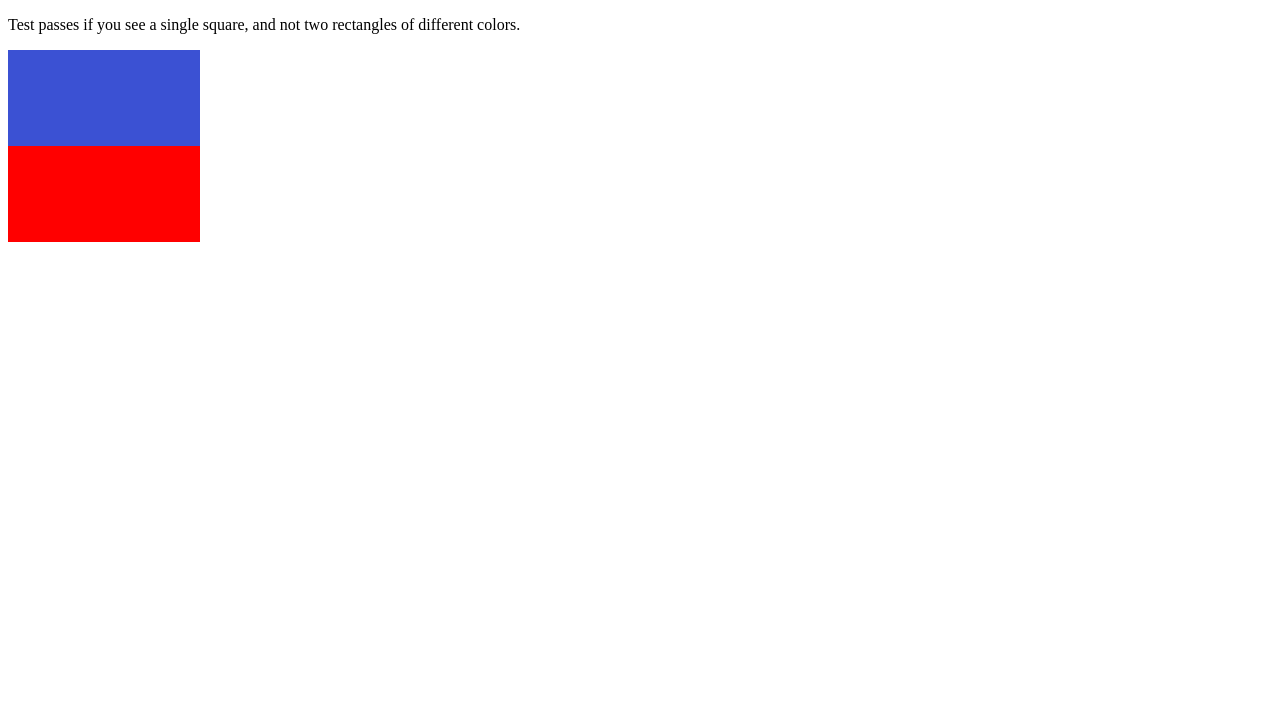 Test passes if you see a single square, and not two rectangles of different colors.